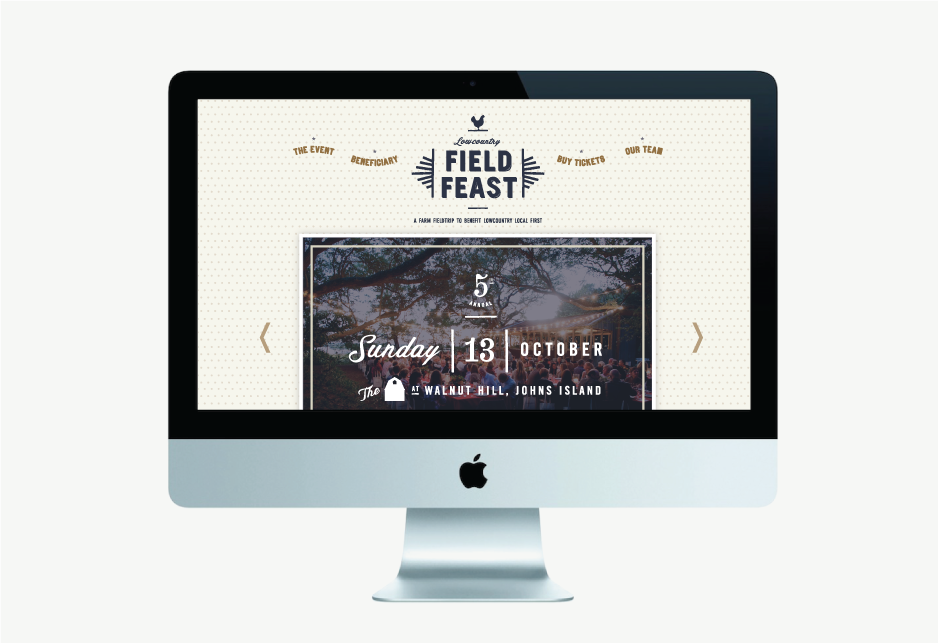 Lowcountry
FIELD
FEAST
THE EVENT
BENEFICIARY
BUY TICKETS
OUR TEAM
A FARM FIELDTRIP TO BENEFIT LOWCOUNTRY LOCAL FIRST
5th
ANNUAL
Sunday 13 OCTOBER
The AT WALNUT HILL, JOHNS ISLAND